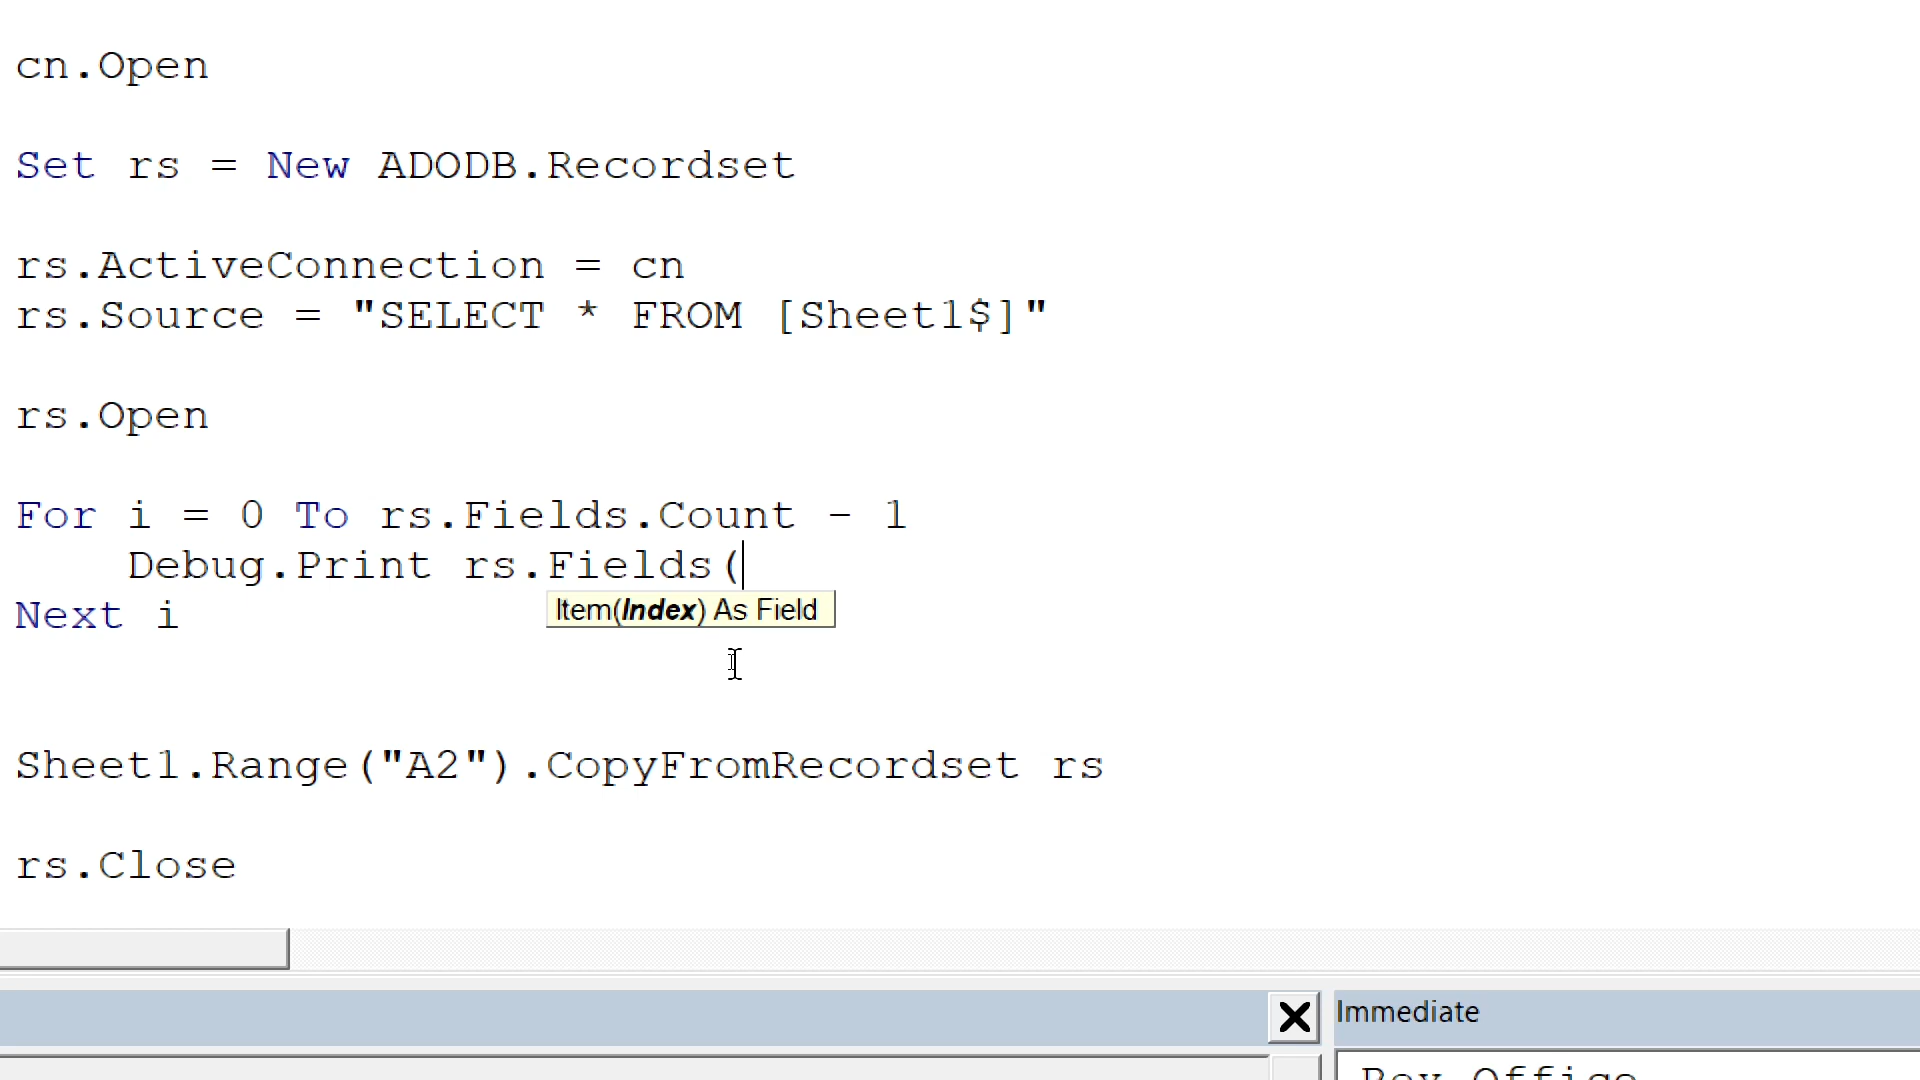 cn.Open
Set rs = New ADODB.Recordset
rs.ActiveConnection = cn
rs.Source = "SELECT * FROM [Sheet1$]"
rs.Open
For i = 0 To rs.Fields.Count - 1
Debug.Print rs.Fields(
Next i
Item(Index) As Field
Sheet1.Range("A2").CopyFromRecordset rs
rs.Close
Immediate
Box Office